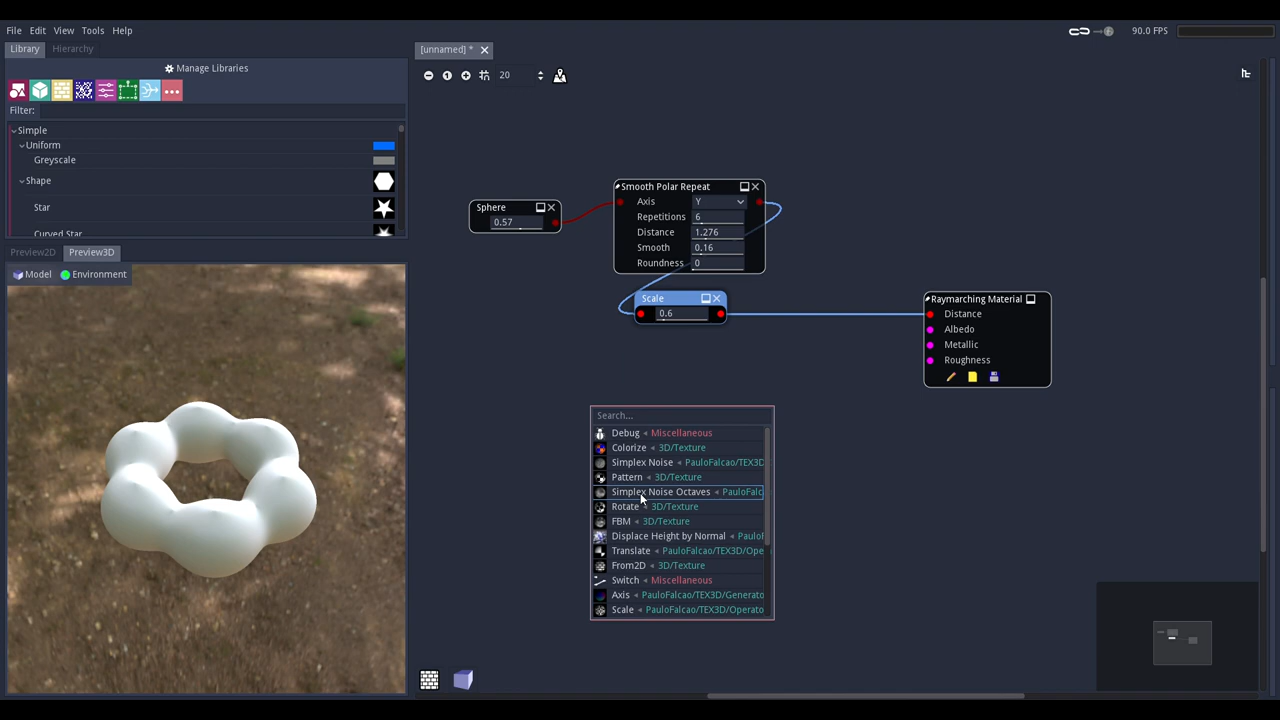 File Edit View Tools Help
90.0 FPS
Library Hierarchy
[unnamed] *
Manage Libraries
20
Filter:
Simple
Uniform
Greyscale
Shape
Star
Curved Star
Preview2D Preview3D
Model Environment
Sphere
0.57
Smooth Polar Repeat
Axis Y
Repetitions 6
Distance 1.276
Smooth 0.16
Roundness 0
Scale
0.6
Raymarching Material
Distance
Albedo
Metallic
Roughness
Search...
Debug Miscellaneous
Colorize 3D/Texture
Simplex Noise PauloFalcao/TEX3D
Pattern 3D/Texture
Simplex Noise Octaves PauloFalc
Rotate 3D/Texture
FBM 3D/Texture
Displace Height by Normal Paulof
Translate PauloFalcao/TEX3D/Ope
From2D 3D/Texture
Switch Miscellaneous
Axis PauloFalcao/TEX3D/Generato
Scale PauloFalcao/TEX3D/Operato